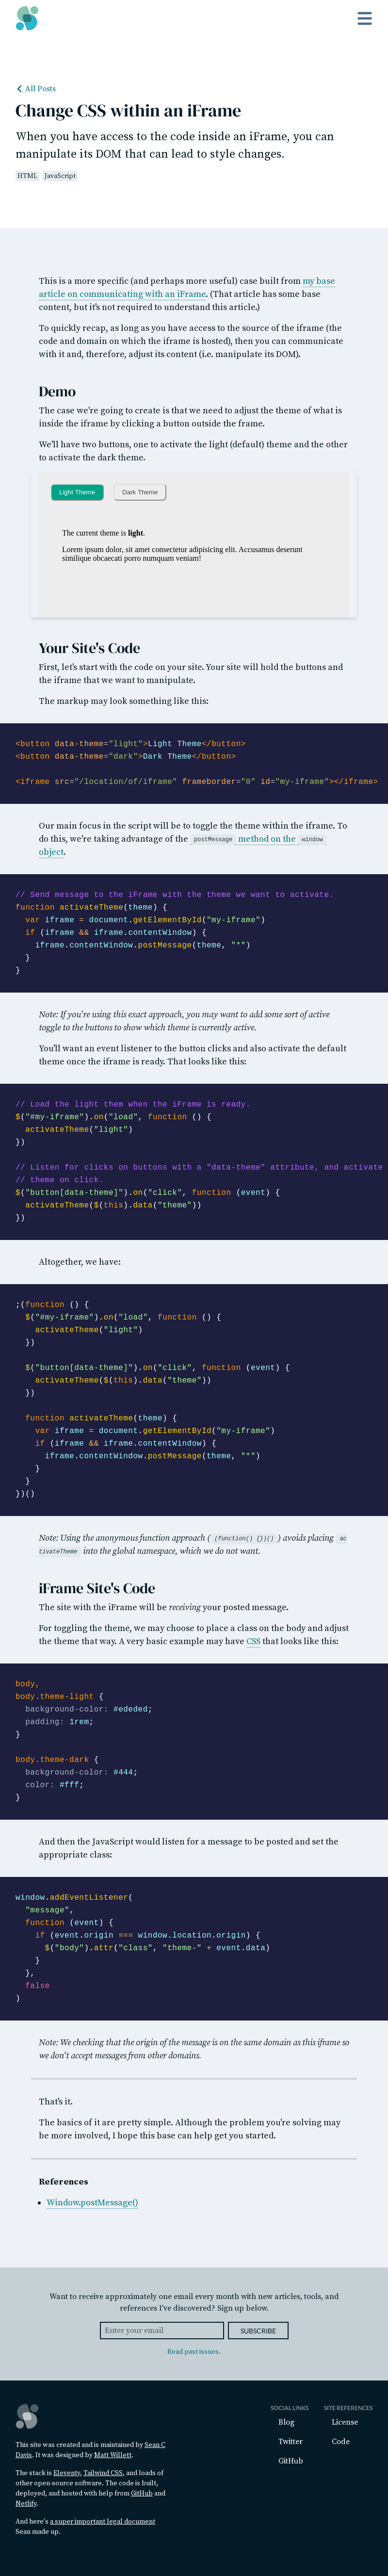 All Posts
Change CSS within an iFrame
When you have access to the code inside an iFrame, you can
manipulate its DOM that can lead to style changes.
HTML JavaScript
This is a more specific (and perhaps more useful) case built from my base
article on communicating with an iFrame. (That article has some base
content, but it's not required to understand this article.)
To quickly recap, as long as you have access to the source of the iframe (the
code and domain on which the iframe is hosted), then you can communicate
with it and, therefore, adjust its content (i.e. manipulate its DOM).
Demo
The case we're going to create is that we need to adjust the theme of what is
inside the iframe by clicking a button outside the frame.
We'll have two buttons, one to activate the light (default) theme and the other
to activate the dark theme.
Light Theme Dark Theme
The current theme is light.
Lorem ipsum dolor, sit amet consectetur adipisicing elit. Accusamus deserunt
similique obcaecati porro numquam veniam!
Your Site's Code
First, let's start with the code on your site. Your site will hold the buttons and
the iframe that we want to manipulate.
The markup may look something like this:
<button data-theme="light">Light Theme</button>
<button data-theme="dark">Dark Theme</button>
<iframe src="/location/of/iframe" frameborder="0" id="my-iframe"></iframe>
Our main focus in the script will be to toggle the theme within the iframe. To
do this, we're taking advantage of the postMessage method on the window
object.
// Send message to the iFrame with the theme we want to activate.
function activateTheme(theme) {
  var iframe = document.getElementById("my-iframe")
  if (iframe && iframe.contentWindow) {
    iframe.contentWindow.postMessage(theme, "*")
  }
}
Note: If you're using this exact approach, you may want to add some sort of active
toggle to the buttons to show which theme is currently active.
You'll want an event listener to the button clicks and also activate the default
theme once the iframe is ready. That looks like this:
// Load the light them when the iFrame is ready.
$("#my-iframe").on("load", function () {
  activateTheme("light")
})
// Listen for clicks on buttons with a "data-theme" attribute, and activate
// theme on click.
$("button[data-theme]").on("click", function (event) {
  activateTheme($(this).data("theme"))
})
Altogether, we have:
;(function () {
  $("#my-iframe").on("load", function () {
    activateTheme("light")
  })
  $("button[data-theme]").on("click", function (event) {
    activateTheme($(this).data("theme"))
  })
  function activateTheme(theme) {
    var iframe = document.getElementById("my-iframe")
    if (iframe && iframe.contentWindow) {
      iframe.contentWindow.postMessage(theme, "*")
    }
  }
})()
Note: Using the anonymous function approach ( (function() {})() ) avoids placing ac
tivateTheme into the global namespace, which we do not want.
iFrame Site's Code
The site with the iFrame will be receiving your posted message.
For toggling the theme, we may choose to place a class on the body and adjust
the theme that way. A very basic example may have CSS that looks like this:
body,
body.theme-light {
  background-color: #ededed;
  padding: 1rem;
}
body.theme-dark {
  background-color: #444;
  color: #fff;
}
And then the JavaScript would listen for a message to be posted and set the
appropriate class:
window.addEventListener(
  "message",
  function (event) {
    if (event.origin === window.location.origin) {
      $("body").attr("class", "theme-" + event.data)
    }
  },
  false
)
Note: We checking that the origin of the message is on the same domain as this iframe so
we don't accept messages from other domains.
That's it.
The basics of it are pretty simple. Although the problem you're solving may
be more involved, I hope this base can help get you started.
References
Window.postMessage()
Want to receive approximately one email every month with new articles, tools, and
references I've discovered? Sign up below.
Enter your email SUBSCRIBE
Read past issues.
This site was created and is maintained by Sean C
Davis. It was designed by Matt Willett.
The stack is Eleventy, Tailwind CSS, and loads of
other open-source software. The code is built,
deployed, and hosted with help from GitHub and
Netlify.
And here's a super important legal document
Sean made up.
SOCIAL LINKS
Blog
Twitter
GitHub
SITE REFERENCES
License
Code